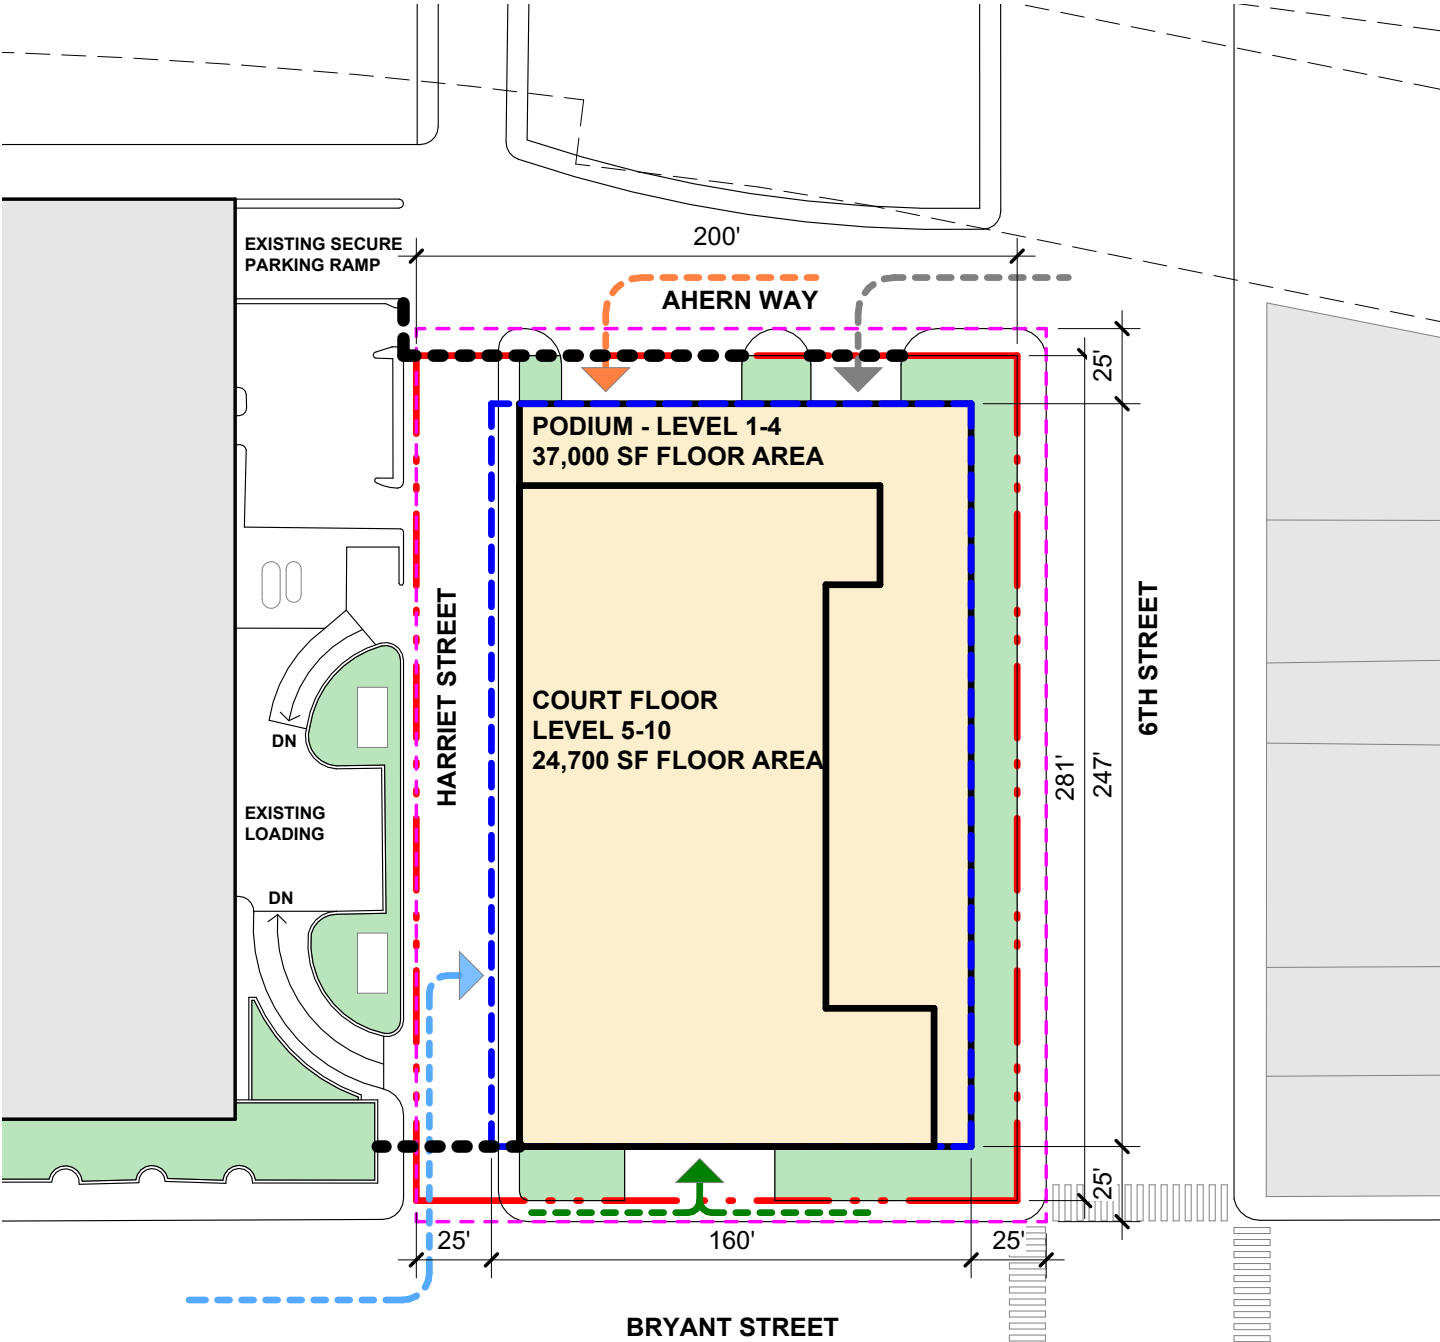 200'
EXISTING SECURE
PARKING RAMP
AHERN WAY
25'
PODIUM - LEVEL 1-4
37,000 SF FLOOR AREA
HARRIET STREET
6TH STREET
COURT FLOOR
LEVEL 5-10
24,700 SF FLOOR AREA
DN
281'
247'
EXISTING
LOADING
DN
25'
25'
160'
25'
BRYANT STREET